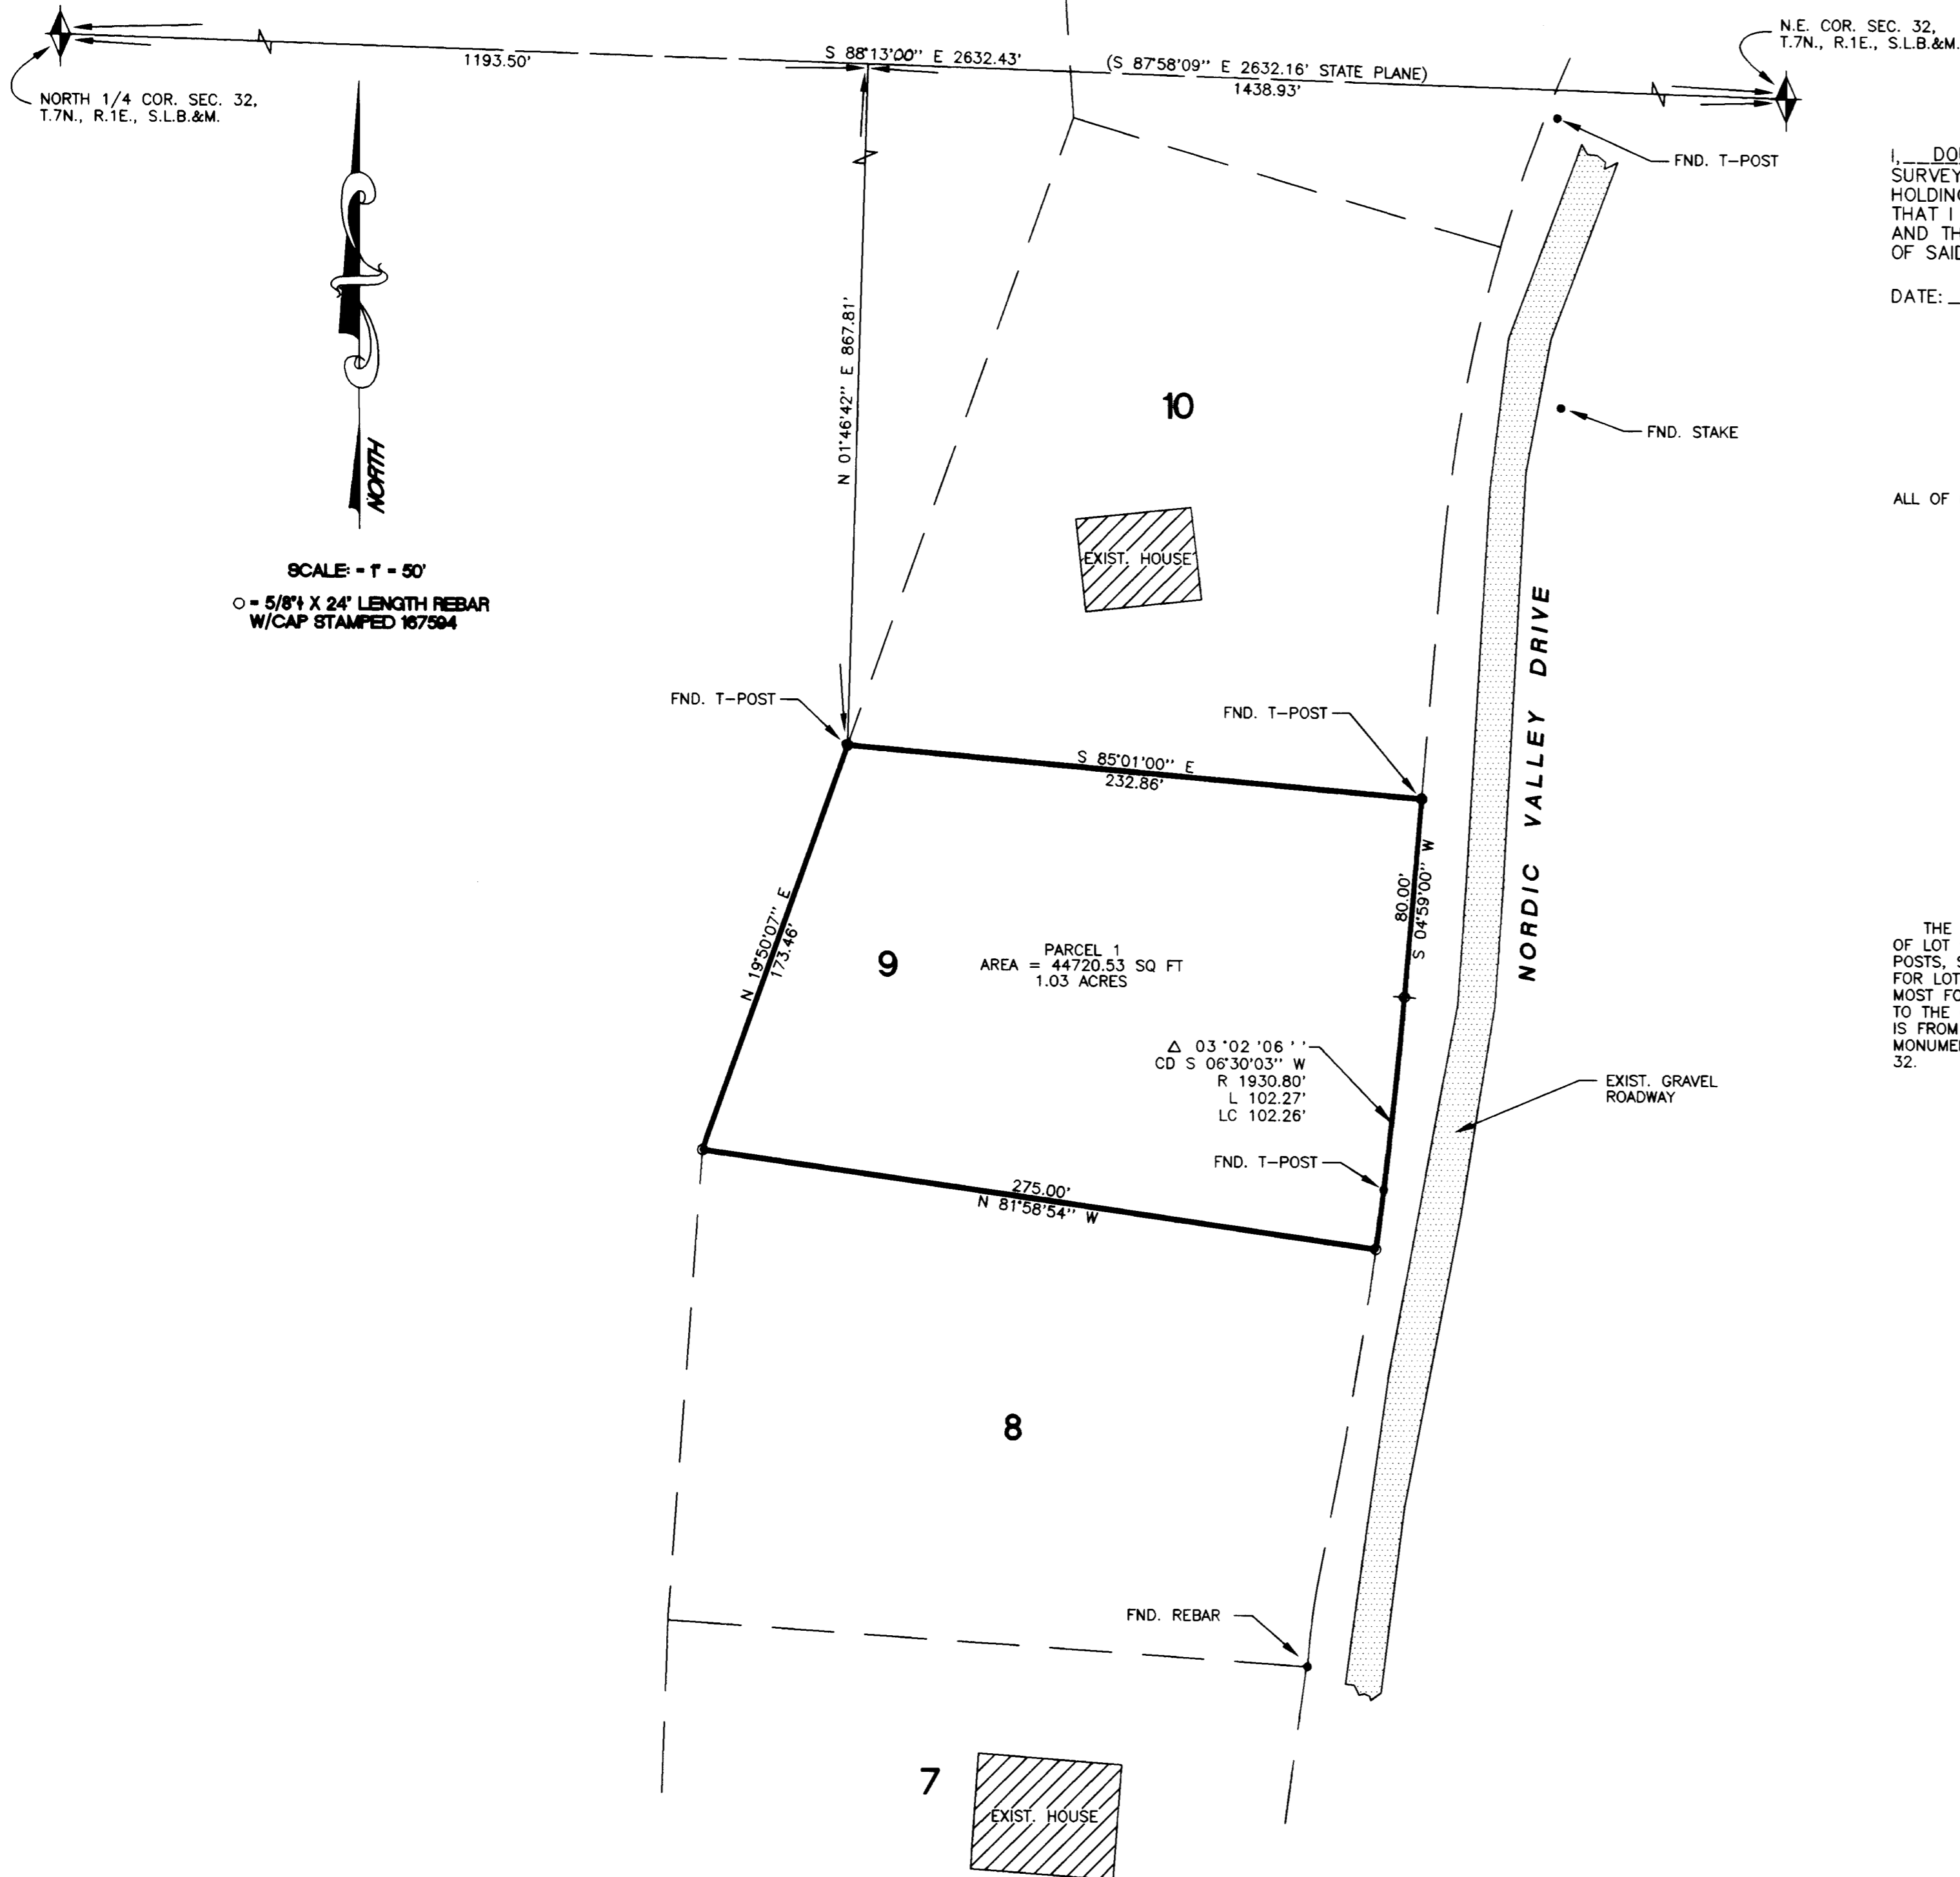 N.E. COR. SEC. 32,
T.7N., R.1E., S.L.B.&M.
S 88°13'00" E 2632.43'
(S 87°58'09" E 2632.16' STATE PLANE)
1193.50'
1438.93'
NORTH 1/4 COR. SEC. 32,
T.7N., R.1E., S.L.B.&M.
FND. T-POST
I,__DO
SURVEY
HOLDING
THAT I
AND TH
OF SAID
DATE:
N 01°46'42" E 867.81'
10
FND. STAKE
NORTH
ALL OF
EXIST. HOUSE
SCALE: = 1" = 50'
○ = 5/8"ϕ X 24' LENGTH REBAR
W/CAP STAMPED 167594
NORDIC VALLEY DRIVE
FND. T-POST
FND. T-POST
S 85°01'00" E
232.86'
80.00'
S 04°59'00" W
N 19°50'07" E
173.46'
9
PARCEL 1
AREA = 44720.53 SQ FT
1.03 ACRES
THE
OF LOT
POSTS, S
FOR LOT
MOST FO
TO THE
IS FROM
MONUME
32.
Δ 03°02'06''
CD S 06°30'03" W
R 1930.80'
L 102.27'
LC 102.26'
EXIST. GRAVEL
ROADWAY
FND. T-POST
275.00'
N 81°58'54" W
8
FND. REBAR
7
EXIST. HOUSE